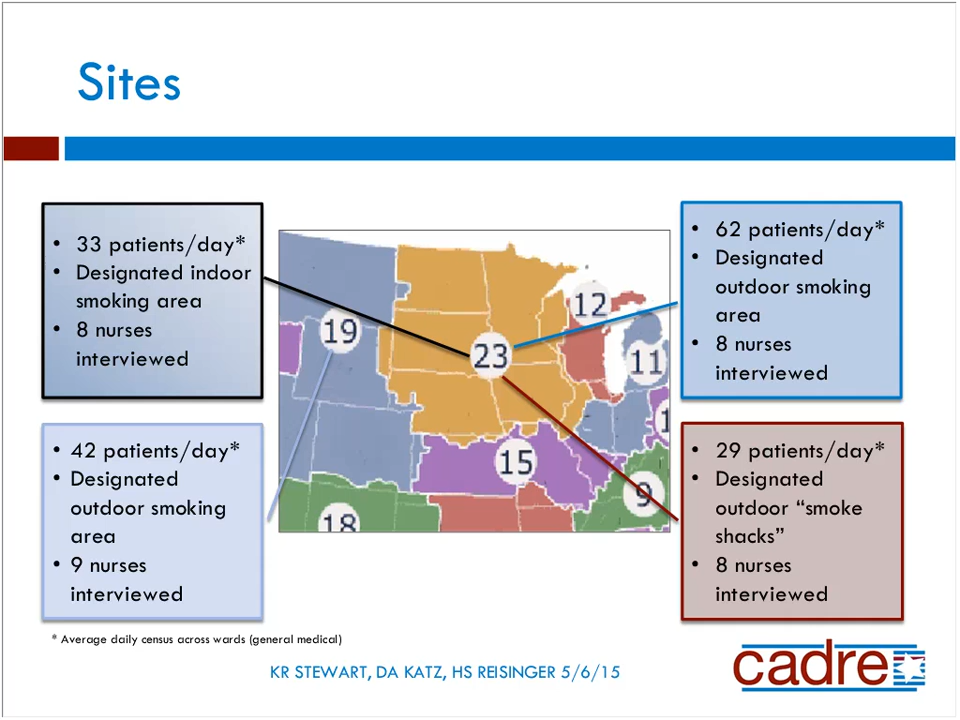 Sites
• 33 patients/day*
• Designated indoor
smoking area
• 8 nurses
interviewed
• 62 patients/day*
• Designated
outdoor smoking
area
• 8 nurses
interviewed
19
12
23
11
15
9
18
1
• 42 patients/day*
• Designated
outdoor smoking
area
• 9 nurses
interviewed
• 29 patients/day*
• Designated
outdoor “smoke
shacks”
• 8 nurses
interviewed
* Average daily census across wards (general medical)
KR STEWART, DA KATZ, HS REISINGER 5/6/15
cadre